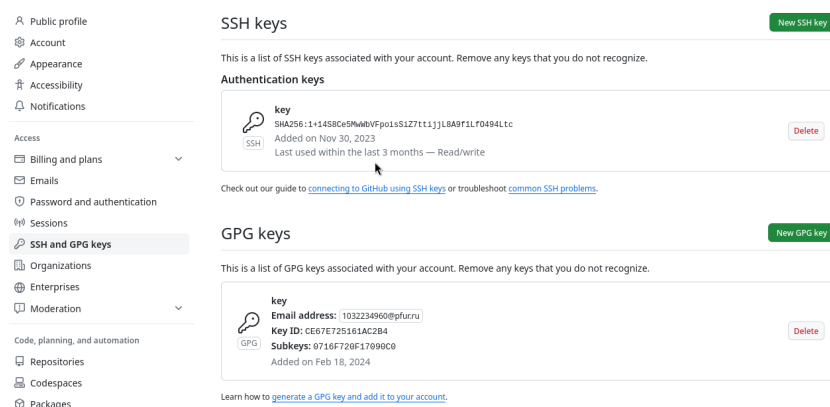 Public profile
Account
Appearance
Accessibility
Notifications
Access
Billing and plans
Emails
Password and authentication
Sessions
SSH and GPG keys
Organizations
Enterprises
Moderation
Code, planning, and automation
Repositories
Codespaces
Packages
SSH keys
New SSH key
This is a list of SSH keys associated with your account. Remove any keys that you do not recognize.
Authentication keys
key
SHA256:1+14S8Ce5MwWbVFpoisSiZ7ttijjL8A9f1LfO494Ltc
SSH
Added on Nov 30, 2023
Last used within the last 3 months — Read/write
Delete
Check out our guide to connecting to GitHub using SSH keys or troubleshoot common SSH problems.
GPG keys
New GPG key
This is a list of GPG keys associated with your account. Remove any keys that you do not recognize.
key
Email address: 1032234960@pfur.ru
Key ID: CE67E725161AC2B4
GPG
Subkeys: 0716F720F17090C0
Added on Feb 18, 2024
Delete
Learn how to generate a GPG key and add it to your account.